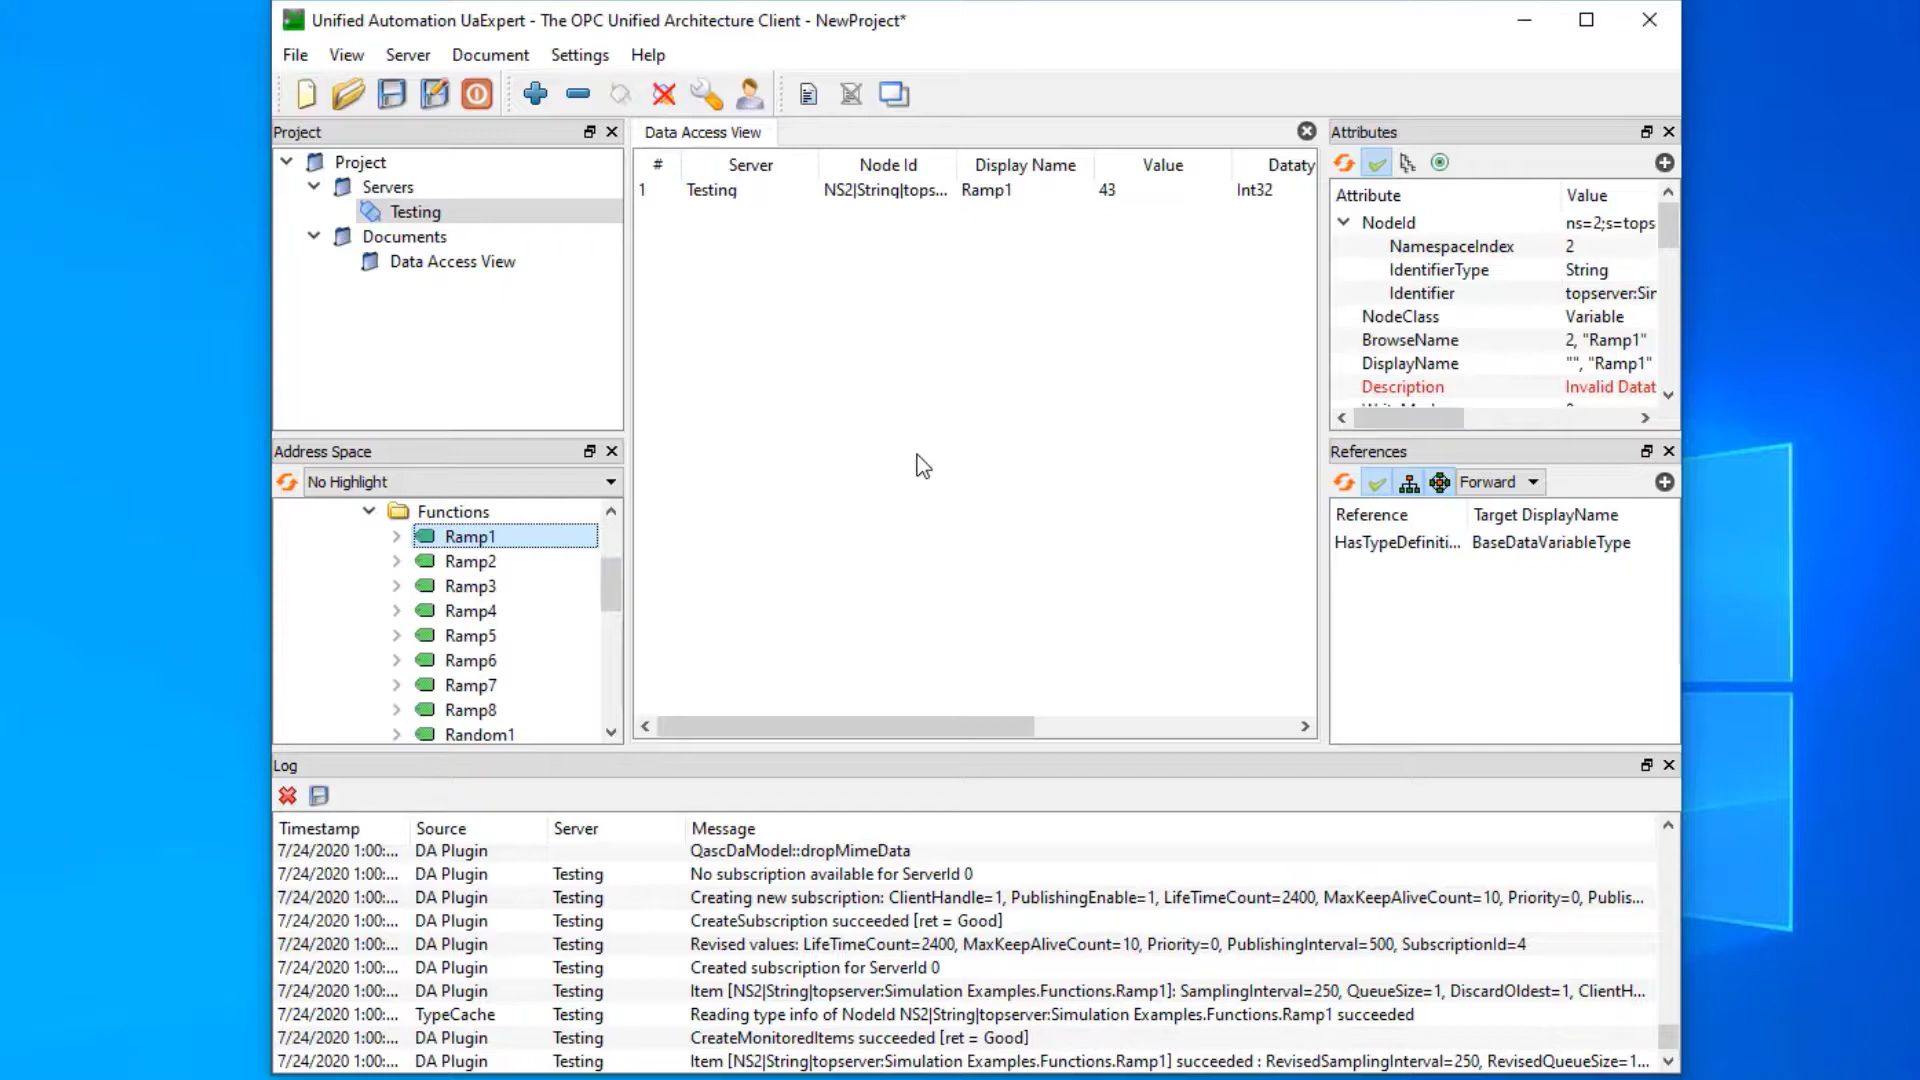 Unified Automation UaExpert - The OPC Unified Architecture Client - NewProject*
File View Server Document Settings Help
Project
Project
Servers
Testing
Documents
Data Access View
Data Access View
# Server Node Id Display Name Value Dataty
1 Testing NS2|String|tops... Ramp1 43 Int32
Attributes
Attribute Value
NodeId ns=2;s=tops
NamespaceIndex 2
IdentifierType String
Identifier topserver:Sir
NodeClass Variable
BrowseName 2, "Ramp1"
DisplayName "", "Ramp1"
Description Invalid Datat
Address Space
No Highlight
Functions
Ramp1
Ramp2
Ramp3
Ramp4
Ramp5
Ramp6
Ramp7
Ramp8
Random1
References
Forward
Reference Target DisplayName
HasTypeDefiniti... BaseDataVariableType
Log
Timestamp Source Server Message
7/24/2020 1:00:... DA Plugin QascDaModel::dropMimeData
7/24/2020 1:00:... DA Plugin Testing No subscription available for ServerId 0
7/24/2020 1:00:... DA Plugin Testing Creating new subscription: ClientHandle=1, PublishingEnable=1, LifeTimeCount=2400, MaxKeepAliveCount=10, Priority=0, Publis...
7/24/2020 1:00:... DA Plugin Testing CreateSubscription succeeded [ret = Good]
7/24/2020 1:00:... DA Plugin Testing Revised values: LifeTimeCount=2400, MaxKeepAliveCount=10, Priority=0, PublishingInterval=500, SubscriptionId=4
7/24/2020 1:00:... DA Plugin Testing Created subscription for ServerId 0
7/24/2020 1:00:... DA Plugin Testing Item [NS2|String|topserver:Simulation Examples.Functions.Ramp1]: SamplingInterval=250, QueueSize=1, DiscardOldest=1, ClientH...
7/24/2020 1:00:... TypeCache Testing Reading type info of NodeId NS2|String|topserver:Simulation Examples.Functions.Ramp1 succeeded
7/24/2020 1:00:... DA Plugin Testing CreateMonitoredItems succeeded [ret = Good]
7/24/2020 1:00:... DA Plugin Testing Item [NS2|String|topserver:Simulation Examples.Functions.Ramp1] succeeded : RevisedSamplingInterval=250, RevisedQueueSize=1...